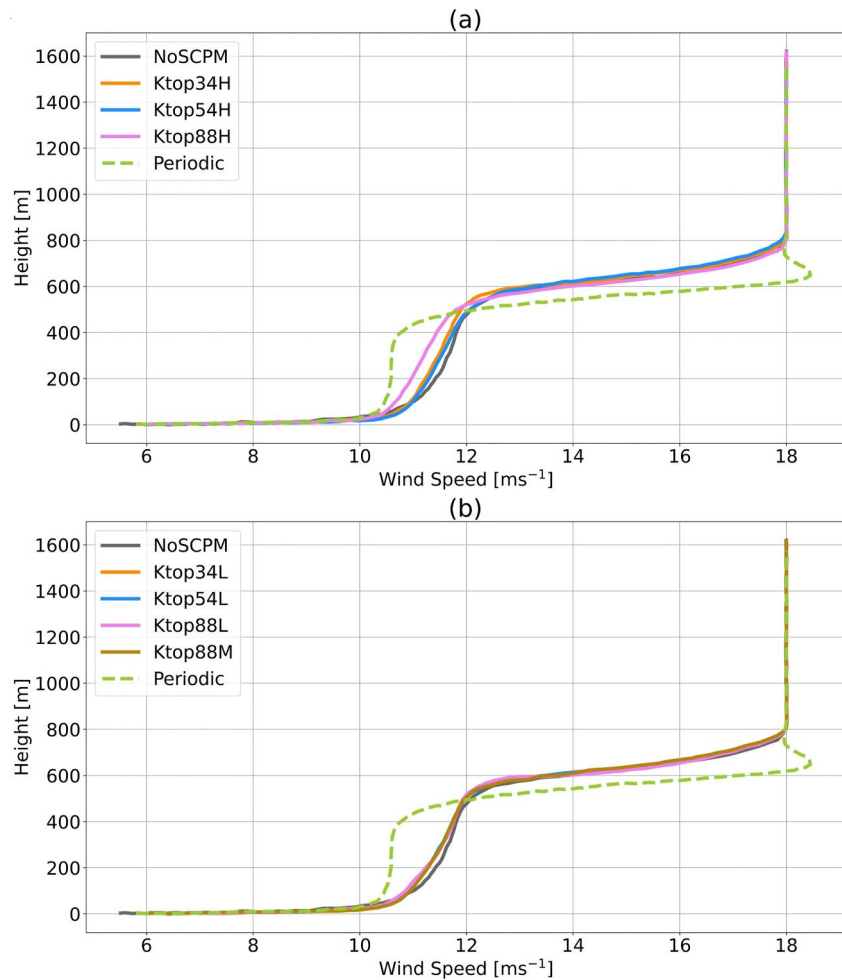 (a)
NoSCPM
Ktop34H
Ktop54H
Ktop88H
Periodic
1600
1400
1200
1000
800
600
400
200
0
Height [m]
6 8 10 12 14 16 18
Wind Speed [ms⁻¹]
(b)
NoSCPM
Ktop34L
Ktop54L
Ktop88L
Ktop88M
Periodic
1600
1400
1200
1000
800
600
400
200
0
Height [m]
6 8 10 12 14 16 18
Wind Speed [ms⁻¹]